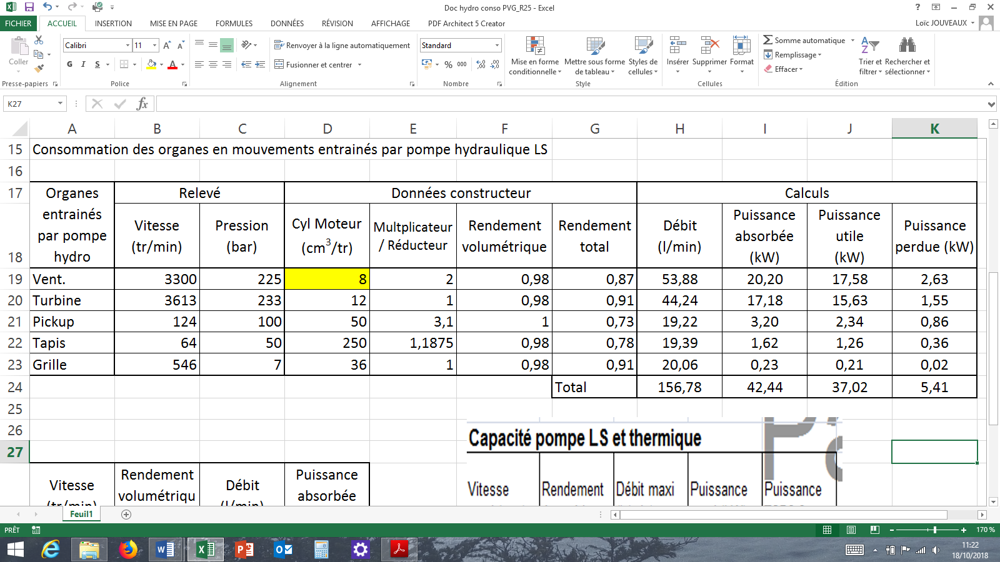 Doc hydro conso PVG_R25 - Excel
FICHIER ACCUEIL INSERTION MISE EN PAGE FORMULES DONNÉES RÉVISION AFFICHAGE PDF Architect 5 Creator Loïc JOUVEAUX
Coller
Presse-papiers
Calibri 11
G I S
Police
Renvoyer à la ligne automatiquement
Fusionner et centrer
Alignement
Standard
% 000
Nombre
Mise en forme conditionnelle
Mettre sous forme de tableau
Styles de cellules
Style
Insérer Supprimer Format
Cellules
Somme automatique
Remplissage
Effacer
Trier et filtrer
Rechercher et sélectionner
Édition
K27 fx
A B C D E F G H I J K
15 Consommation des organes en mouvements entrainés par pompe hydraulique LS
16
17 Organes entrainés par pompe hydro Relevé Données constructeur Calculs
18 Vitesse (tr/min) Pression (bar) Cyl Moteur (cm³/tr) Multplicateur / Réducteur Rendement volumétrique Rendement total Débit (l/min) Puissance absorbée (kW) Puissance utile (kW) Puissance perdue (kW)
19 Vent. 3300 225 8 2 0,98 0,87 53,88 20,20 17,58 2,63
20 Turbine 3613 233 12 1 0,98 0,91 44,24 17,18 15,63 1,55
21 Pickup 124 100 50 3,1 1 0,73 19,22 3,20 2,34 0,86
22 Tapis 64 50 250 1,1875 0,98 0,78 19,39 1,62 1,26 0,36
23 Grille 546 7 36 1 0,98 0,91 20,06 0,23 0,21 0,02
24 Total 156,78 42,44 37,02 5,41
25
26
27
Capacité pompe LS et thermique
Vitesse (tr/min) Rendement volumétriqu Débit (l/min) Puissance absorbée
Vitesse Rendement Débit maxi Puissance Puissance
Feuil1
PRÊT 170 %
11:22
18/10/2018